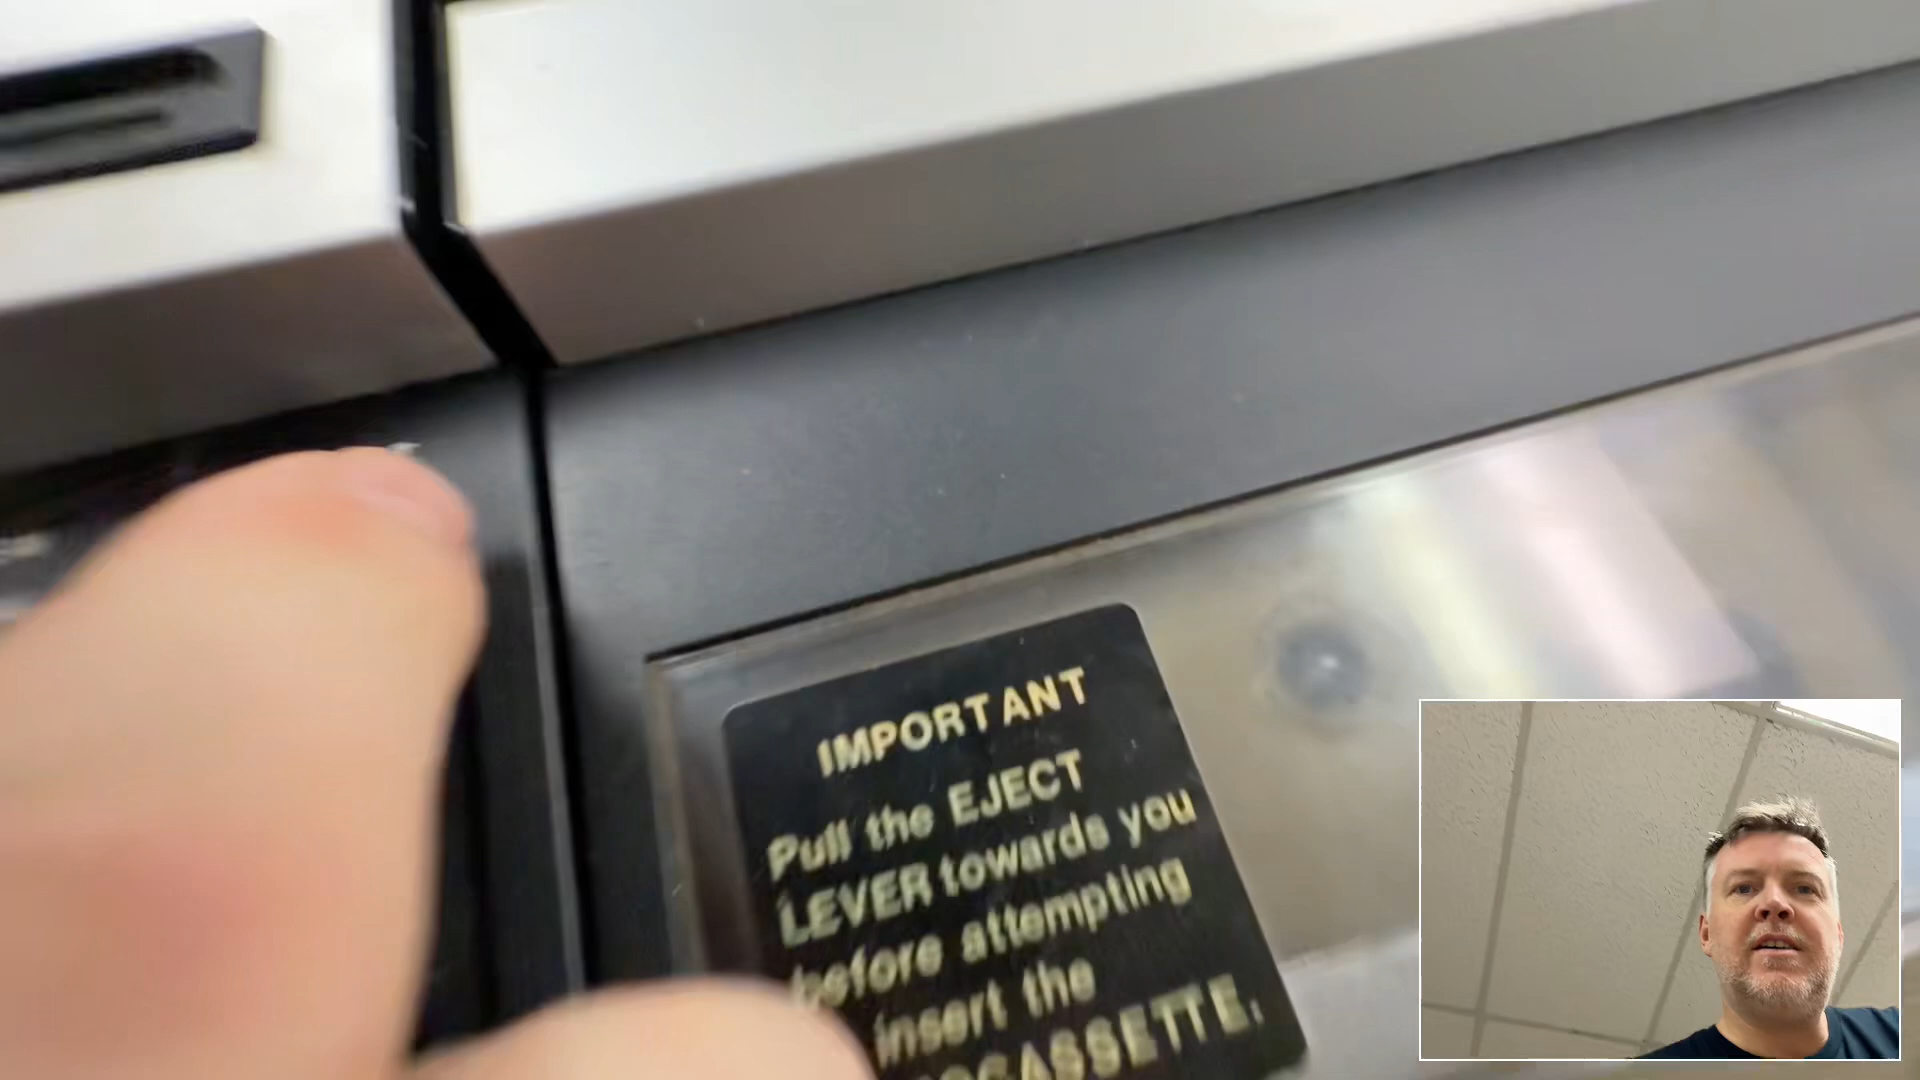 IMPORTANT
Pull the EJECT
LEVER towards you
before attempting
insert the
CASSETTE.